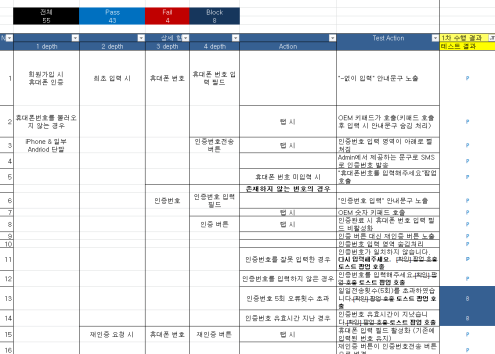 전체 Pass Fail Block
55 43 4 8
상세 1차 수행 결과
1 depth 2 depth 3 depth 4 depth Action Test Action 테스트 결과
1 회원가입 시 휴대폰 인증 최초 입력 시 휴대폰 번호 휴대폰 번호 입력 필드 "-없이 입력" 안내문구 노출 P
2 휴대폰번호를 불러오지 않는 경우 탭 시 OEM 키패드가 호출(키패드 호출 후 입력 시 안내문구 숨김 처리) P
3 iPhone & 일부 Andriod 단말 인증번호전송 버튼 탭 시 인증번호 입력 영역이 아래로 펼쳐짐 P
4 Admin에서 제공하는 문구로 SMS로 인증번호 발송 P
5 휴대폰번호 미입력 시 "휴대폰번호를 입력해주세요"팝업 호출 P
존재하지 않는 번호의 경우
6 인증번호 인증번호 입력 필드 "인증번호 입력" 안내문구 노출 P
7 탭 시 OEM 숫자 키패드 호출 P
8 인증 버튼 탭 시 인증완료 시 휴대폰 번호 입력 필드 비활성화 P
9 인증 버튼 대신 재인증 버튼 노출 P
10 인증번호 입력 영역 숨김처리 P
11 인증번호를 잘못 입력한 경우 인증번호가 일치하지 않습니다. 다시 입력해주세요. [확인] 팝업 호출 토스트 팝업 호출 P
12 인증번호를 입력하지 않은 경우 인증번호를 입력해주세요.[확인] 팝업 호출 토스트 팝업 호출 P
13 인증번호 5회 오류횟수 초과 일일전송횟수(5회)를 초과하였습니다.[확인] 팝업 호출 토스트 팝업 호출 B
14 인증번호 유효시간 지난 경우 인증번호 유효시간이 지났습니다.[확인] 팝업 호출 토스트 팝업 호출 B
15 재인증 요청 시 휴대폰 번호 재인증 버튼 탭 시 휴대폰 입력 필드 활성화 (기존에 입력된 번호 유지) P
16 재인증 버튼이 인증번호전송 버튼으로 변경 P